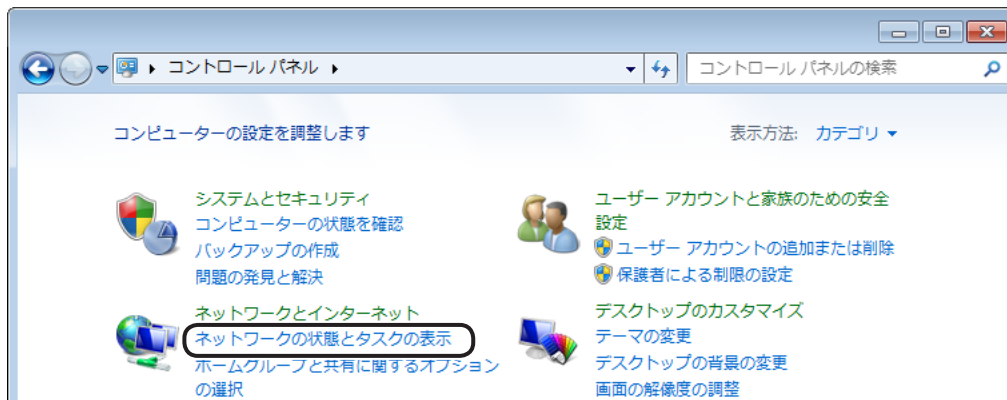 コントロール パネル
コントロール パネルの検索
コンピューターの設定を調整します
表示方法: カテゴリ
システムとセキュリティ
コンピューターの状態を確認
バックアップの作成
問題の発見と解決
ネットワークとインターネット
ネットワークの状態とタスクの表示
ホームグループと共有に関するオプション
の選択
ユーザー アカウントと家族のための安全
設定
ユーザー アカウントの追加または削除
保護者による制限の設定
デスクトップのカスタマイズ
テーマの変更
デスクトップの背景の変更
画面の解像度の調整